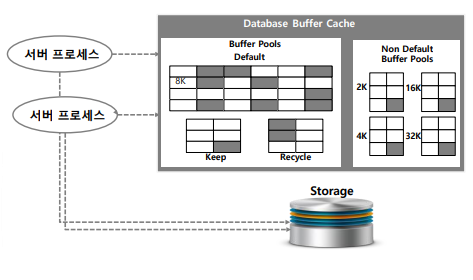 Database Buffer Cache
Buffer Pools
Default
8K
Keep
Recycle
Non Default
Buffer Pools
2K
16K
4K
32K
서버 프로세스
서버 프로세스
Storage